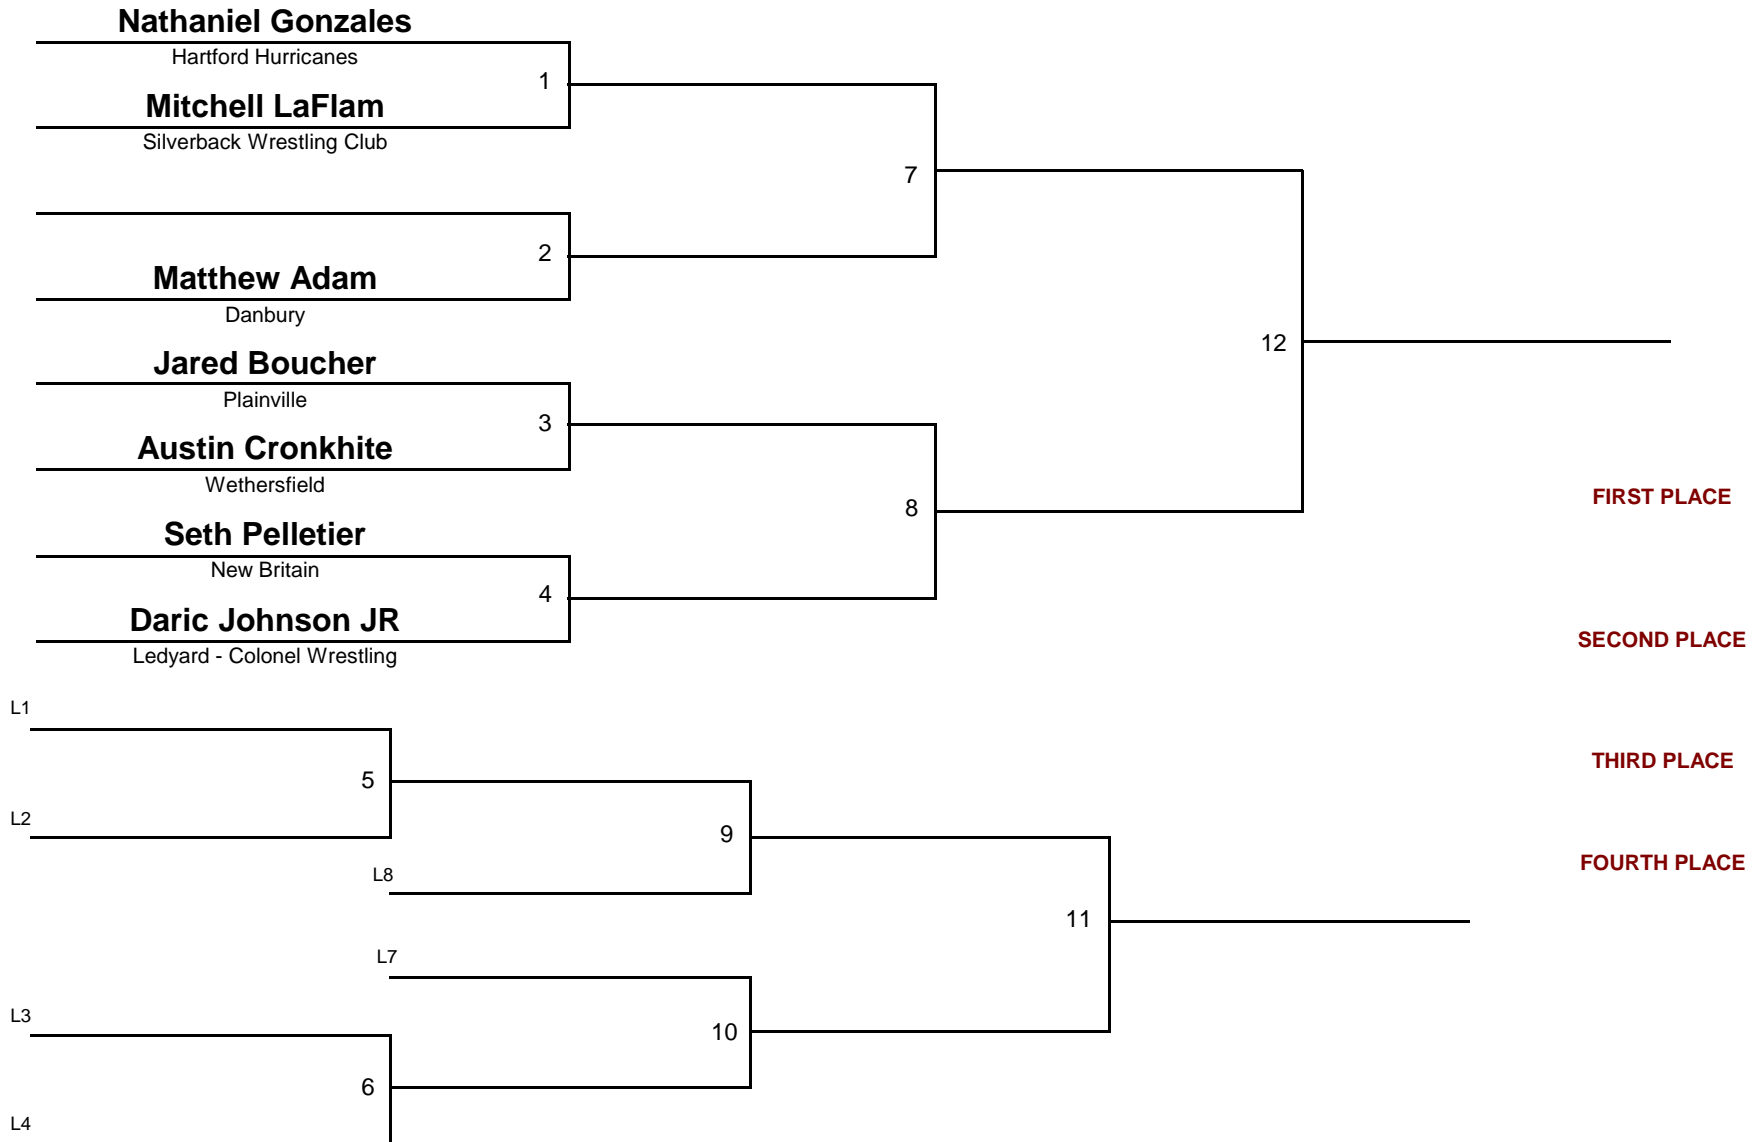 Nathaniel Gonzales
Hartford Hurricanes
1
Mitchell LaFlam
Silverback Wrestling Club
7
2
Matthew Adam
Danbury
12
Jared Boucher
Plainville
3
Austin Cronkhite
Wethersfield
8
FIRST PLACE
Seth Pelletier
New Britain
4
Daric Johnson JR
Ledyard - Colonel Wrestling
SECOND PLACE
L1
5
THIRD PLACE
L2
9
L8
FOURTH PLACE
11
L7
L3
10
6
L4